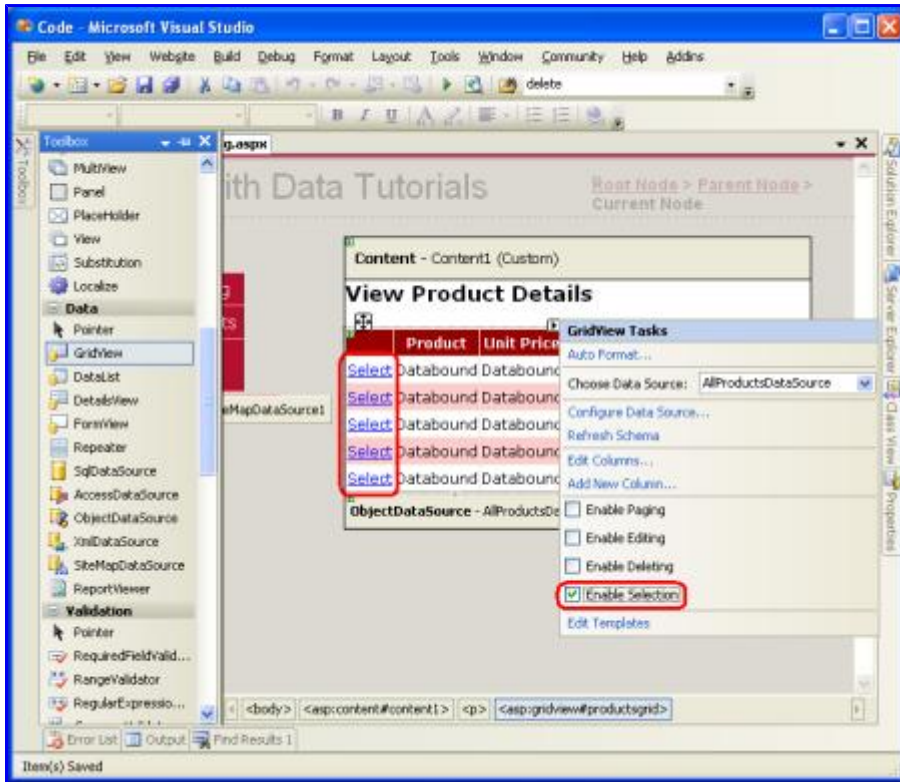 Code - Microsoft Visual Studio
File Edit View Website Build Debug Format Layout Tools Window Community Help Addins
delete
B I U A
Toolbox
g.aspx
Toolbox
MultiView
Panel
PlaceHolder
View
Substitution
Localize
Data
Pointer
GridView
DataList
DetailsView
FormView
Repeater
SqlDataSource
AccessDataSource
ObjectDataSource
XmlDataSource
SiteMapDataSource
ReportViewer
Validation
Pointer
RequiredFieldValid...
RangeValidator
RegularExpressio...
ith Data Tutorials
Root Node > Parent Node >
Current Node
g
ts
eMapDataSource1
Content - Content1 (Custom)
View Product Details
Product Unit Price
Select Databound Databound
Select Databound Databound
Select Databound Databound
Select Databound Databound
Select Databound Databound
ObjectDataSource - AllProductsDa
GridView Tasks
Auto Format...
Choose Data Source: AllProductsDataSource
Configure Data Source...
Refresh Schema
Edit Columns...
Add New Column...
Enable Paging
Enable Editing
Enable Deleting
Enable Selection
Edit Templates
Solution Explorer
Server Explorer
Class View
Properties
<body> <asp:content#content1> <p> <asp:gridview#productsgrid>
Error List Output Find Results 1
Item(s) Saved